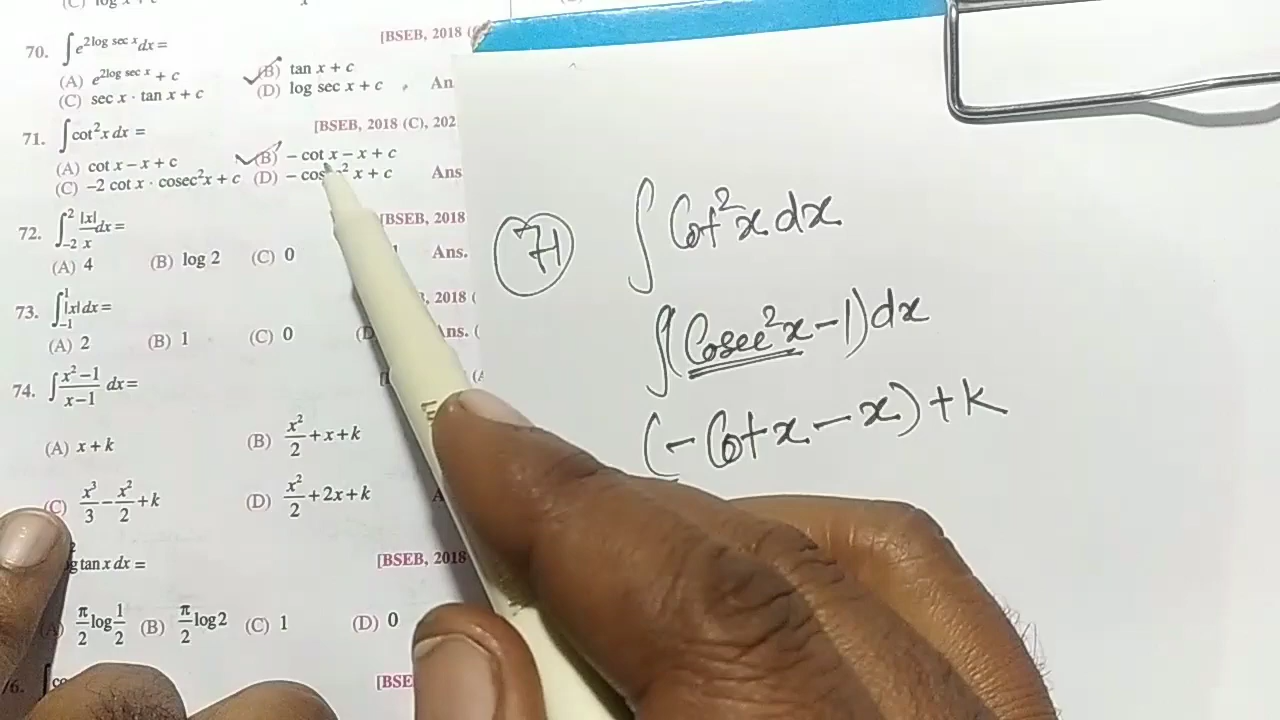 70. ∫e^{2log sec x}dx = [BSEB, 2018
(A) e^{2log sec x} + c (B) tan x + c
(C) sec x · tan x + c (D) log sec x + c
71. ∫cot²x dx = [BSEB, 2018 (C), 202
(A) cot x – x + c (B) – cot x – x + c
(C) –2 cot x · cosec²x + c (D) – cos ² x + c Ans
72. ∫_{–2}^{2} |x|/x dx = [BSEB, 2018
(A) 4 (B) log 2 (C) 0 Ans.
73. ∫_{–1}^{1} |x| dx = 2018 (
(A) 2 (B) 1 (C) 0 (D Ans. (
74. ∫ (x² – 1)/(x – 1) dx =
(A) x + k (B) x²/2 + x + k
(C) x³/3 – x²/2 + k (D) x²/2 + 2x + k
g tan x dx = [BSEB, 2018
π/2 log 1/2 (B) π/2 log 2 (C) 1 (D) 0
[BSE
71
∫ Cot²x dx
∫(Cosec²x – 1) dx
(– Cot x – x) + k